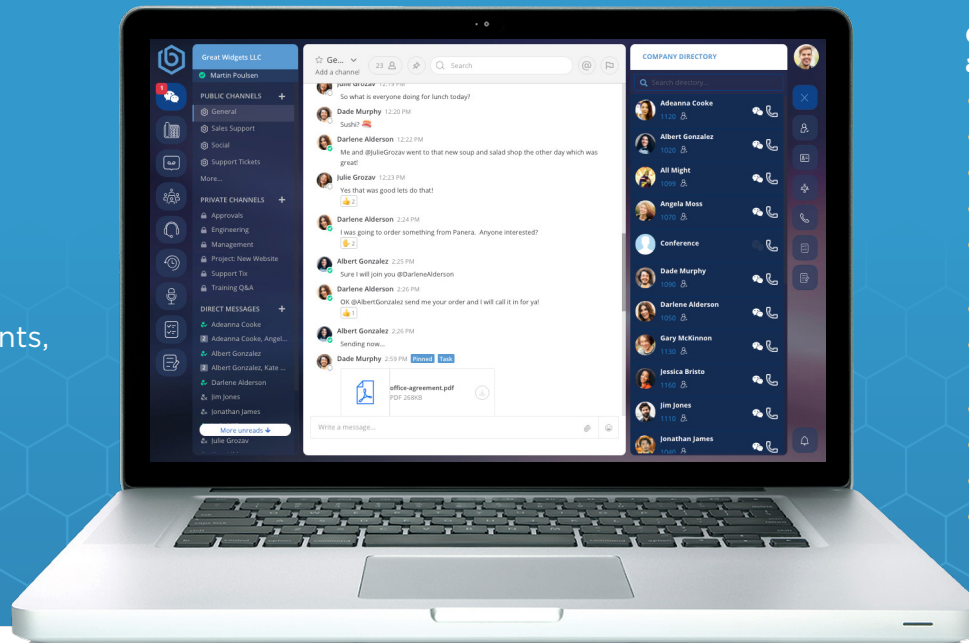 nts,
Great Widgets LLC
Martin Poulsen
1
PUBLIC CHANNELS +
General
Sales Support
Social
Support Tickets
More...
PRIVATE CHANNELS +
Approvals
Engineering
Management
Project: New Website
Support Tix
Training Q&A
DIRECT MESSAGES +
Adeanna Cooke
2 Adeanna Cooke, Angel...
Albert Gonzalez
2 Albert Gonzalez, Kate ...
Darlene Alderson
Jim Jones
Jonathan James
More unreads
Julie Grozav
Ge...
Add a channel
23
Search
Julie Grozav 12:19 PM
So what is everyone doing for lunch today?
Dade Murphy 12:20 PM
Sushi? 🍣
Darlene Alderson 12:22 PM
Me and @JulieGrozav went to that new soup and salad shop the other day which was
great!
Julie Grozav 12:23 PM
Yes that was good lets do that!
👍 2
Darlene Alderson 2:24 PM
I was going to order something from Panera. Anyone interested?
✋ 2
Albert Gonzalez 2:25 PM
Sure I will join you @DarleneAlderson
Darlene Alderson 2:26 PM
OK @AlbertGonzalez send me your order and I will call it in for ya!
👍 1
Albert Gonzalez 2:26 PM
Sending now...
Dade Murphy 2:59 PM Pinned Task
office-agreement.pdf
PDF 268KB
Write a message...
COMPANY DIRECTORY
Search directory...
Adeanna Cooke
1120
Albert Gonzalez
1020
All Might
1099
Angela Moss
1070
Conference
Dade Murphy
1090
Darlene Alderson
1050
Gary McKinnon
1130
Jessica Bristo
1160
Jim Jones
1110
Jonathan James
1040